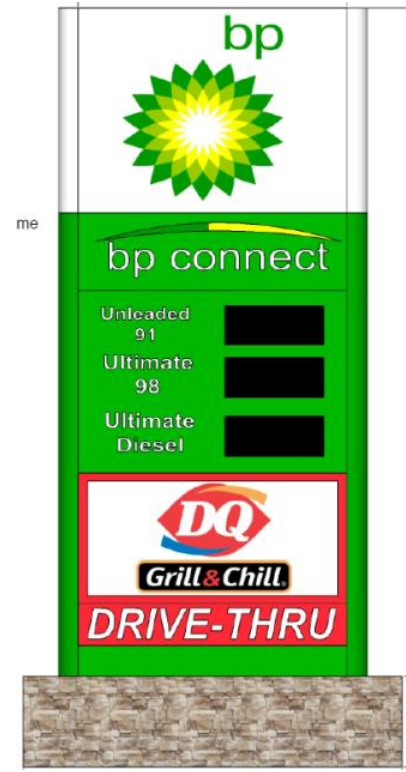 bp
me
bp connect
Unleaded
91
Ultimate
98
Ultimate
Diesel
DQ
Grill&Chill
DRIVE-THRU